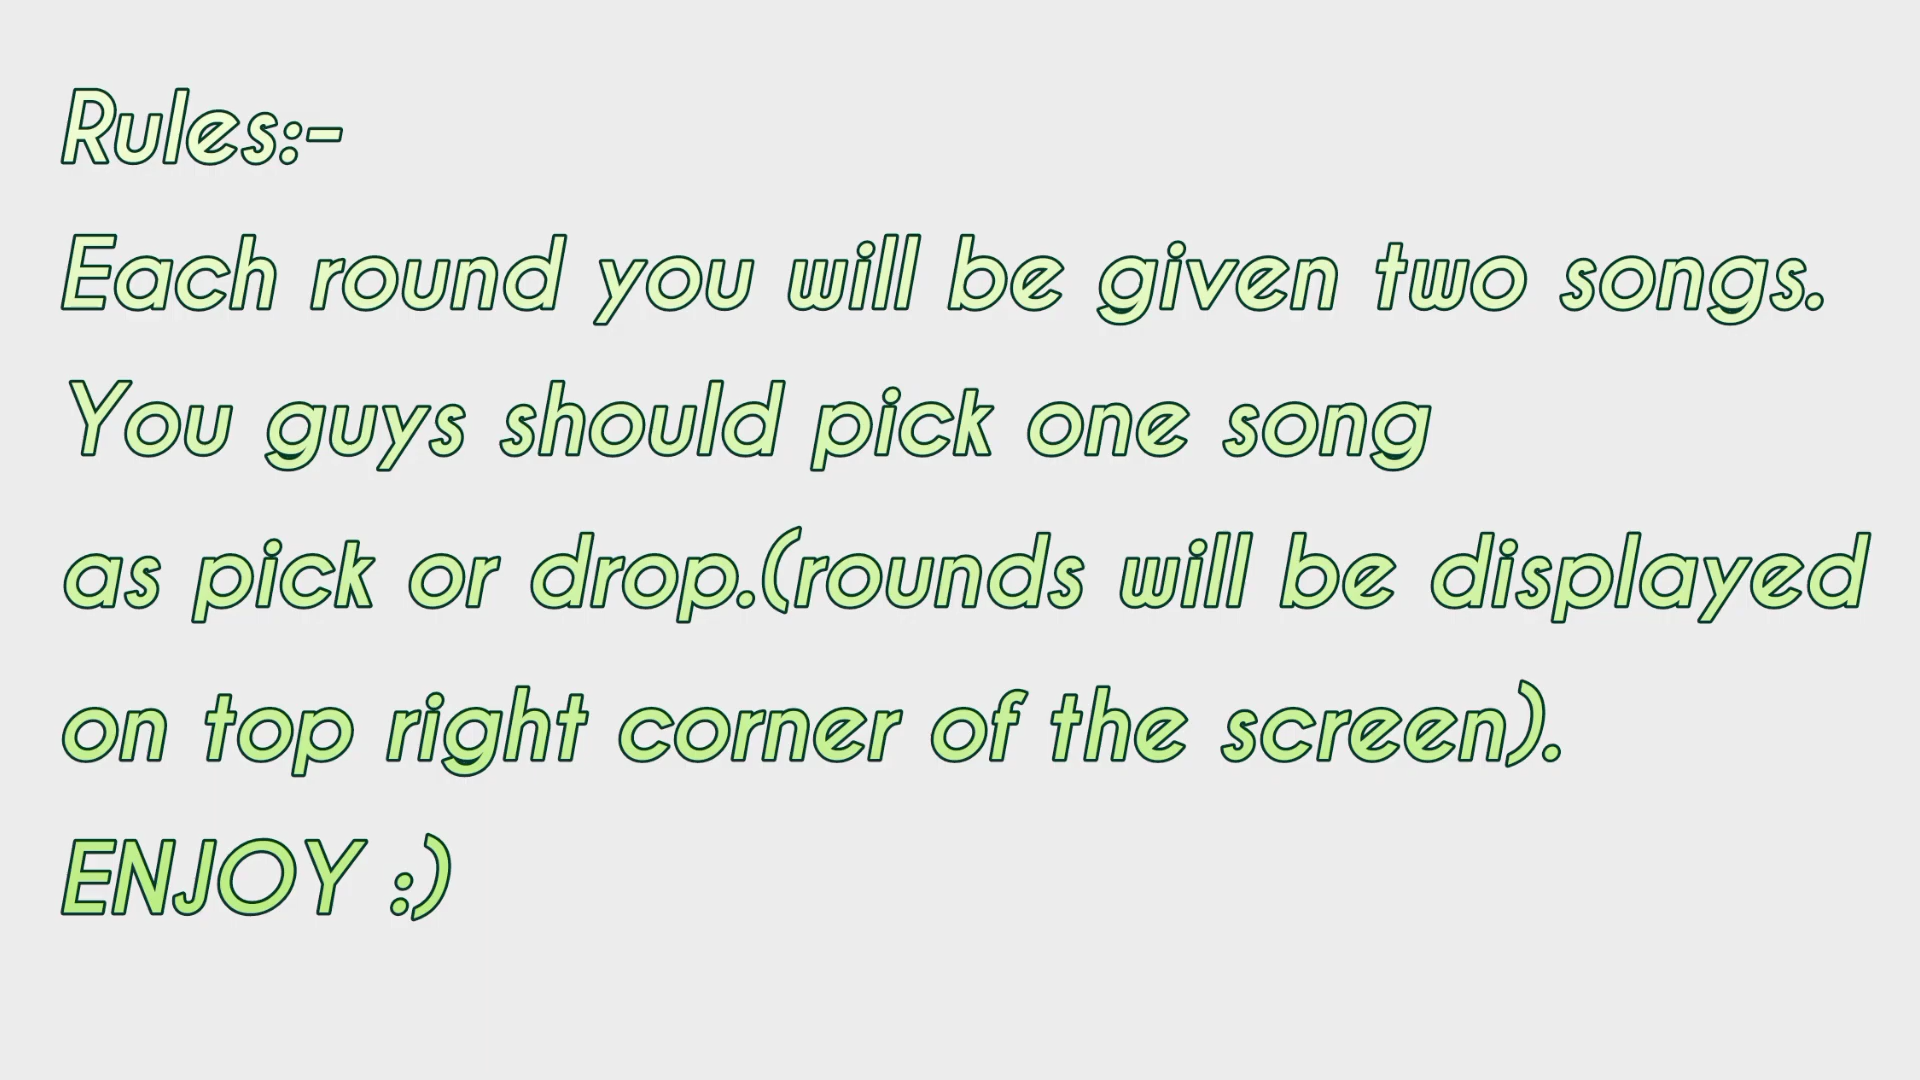 Rules:-
Each round you will be given two songs.
You guys should pick one song
as pick or drop.(rounds will be displayed
on top right corner of the screen).
ENJOY :)